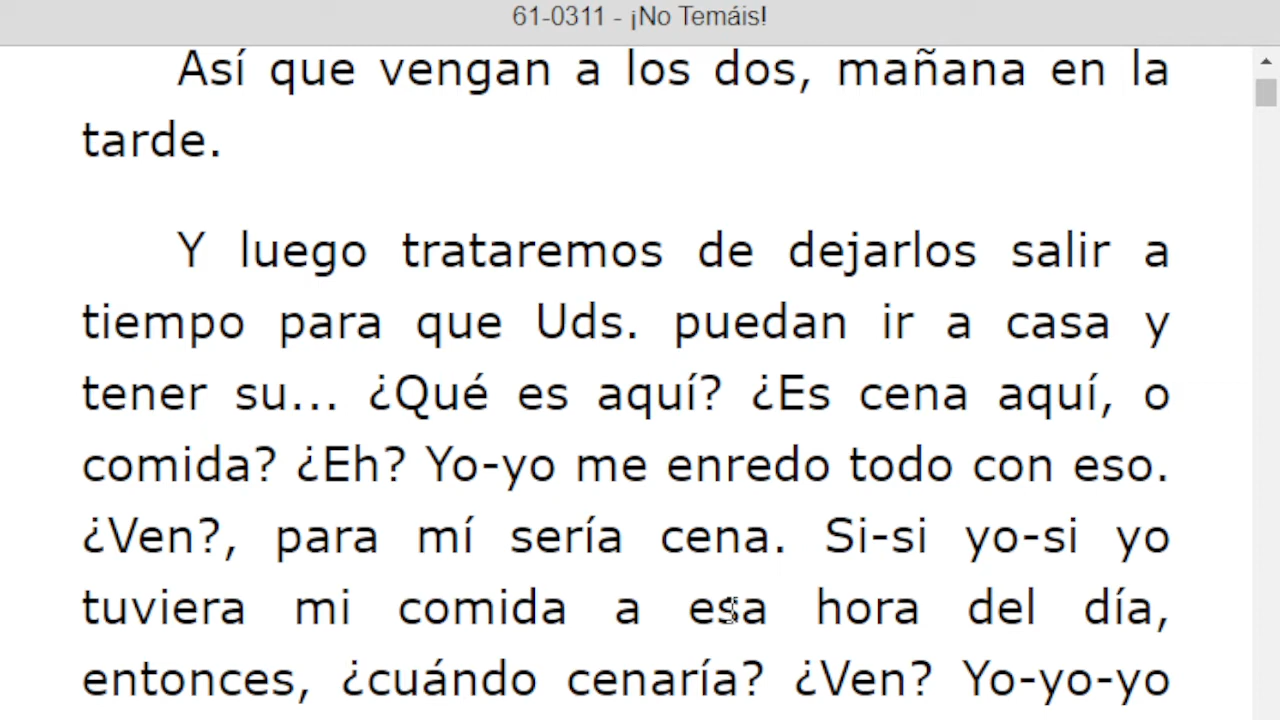 61-0311 - ¡No Temáis!
Así que vengan a los dos, mañana en la
tarde.
Y luego trataremos de dejarlos salir a
tiempo para que Uds. puedan ir a casa y
tener su... ¿Qué es aquí? ¿Es cena aquí, o
comida? ¿Eh? Yo-yo me enredo todo con eso.
¿Ven?, para mí sería cena. Si-si yo-si yo
tuviera mi comida a esa hora del día,
entonces, ¿cuándo cenaría? ¿Ven? Yo-yo-yo